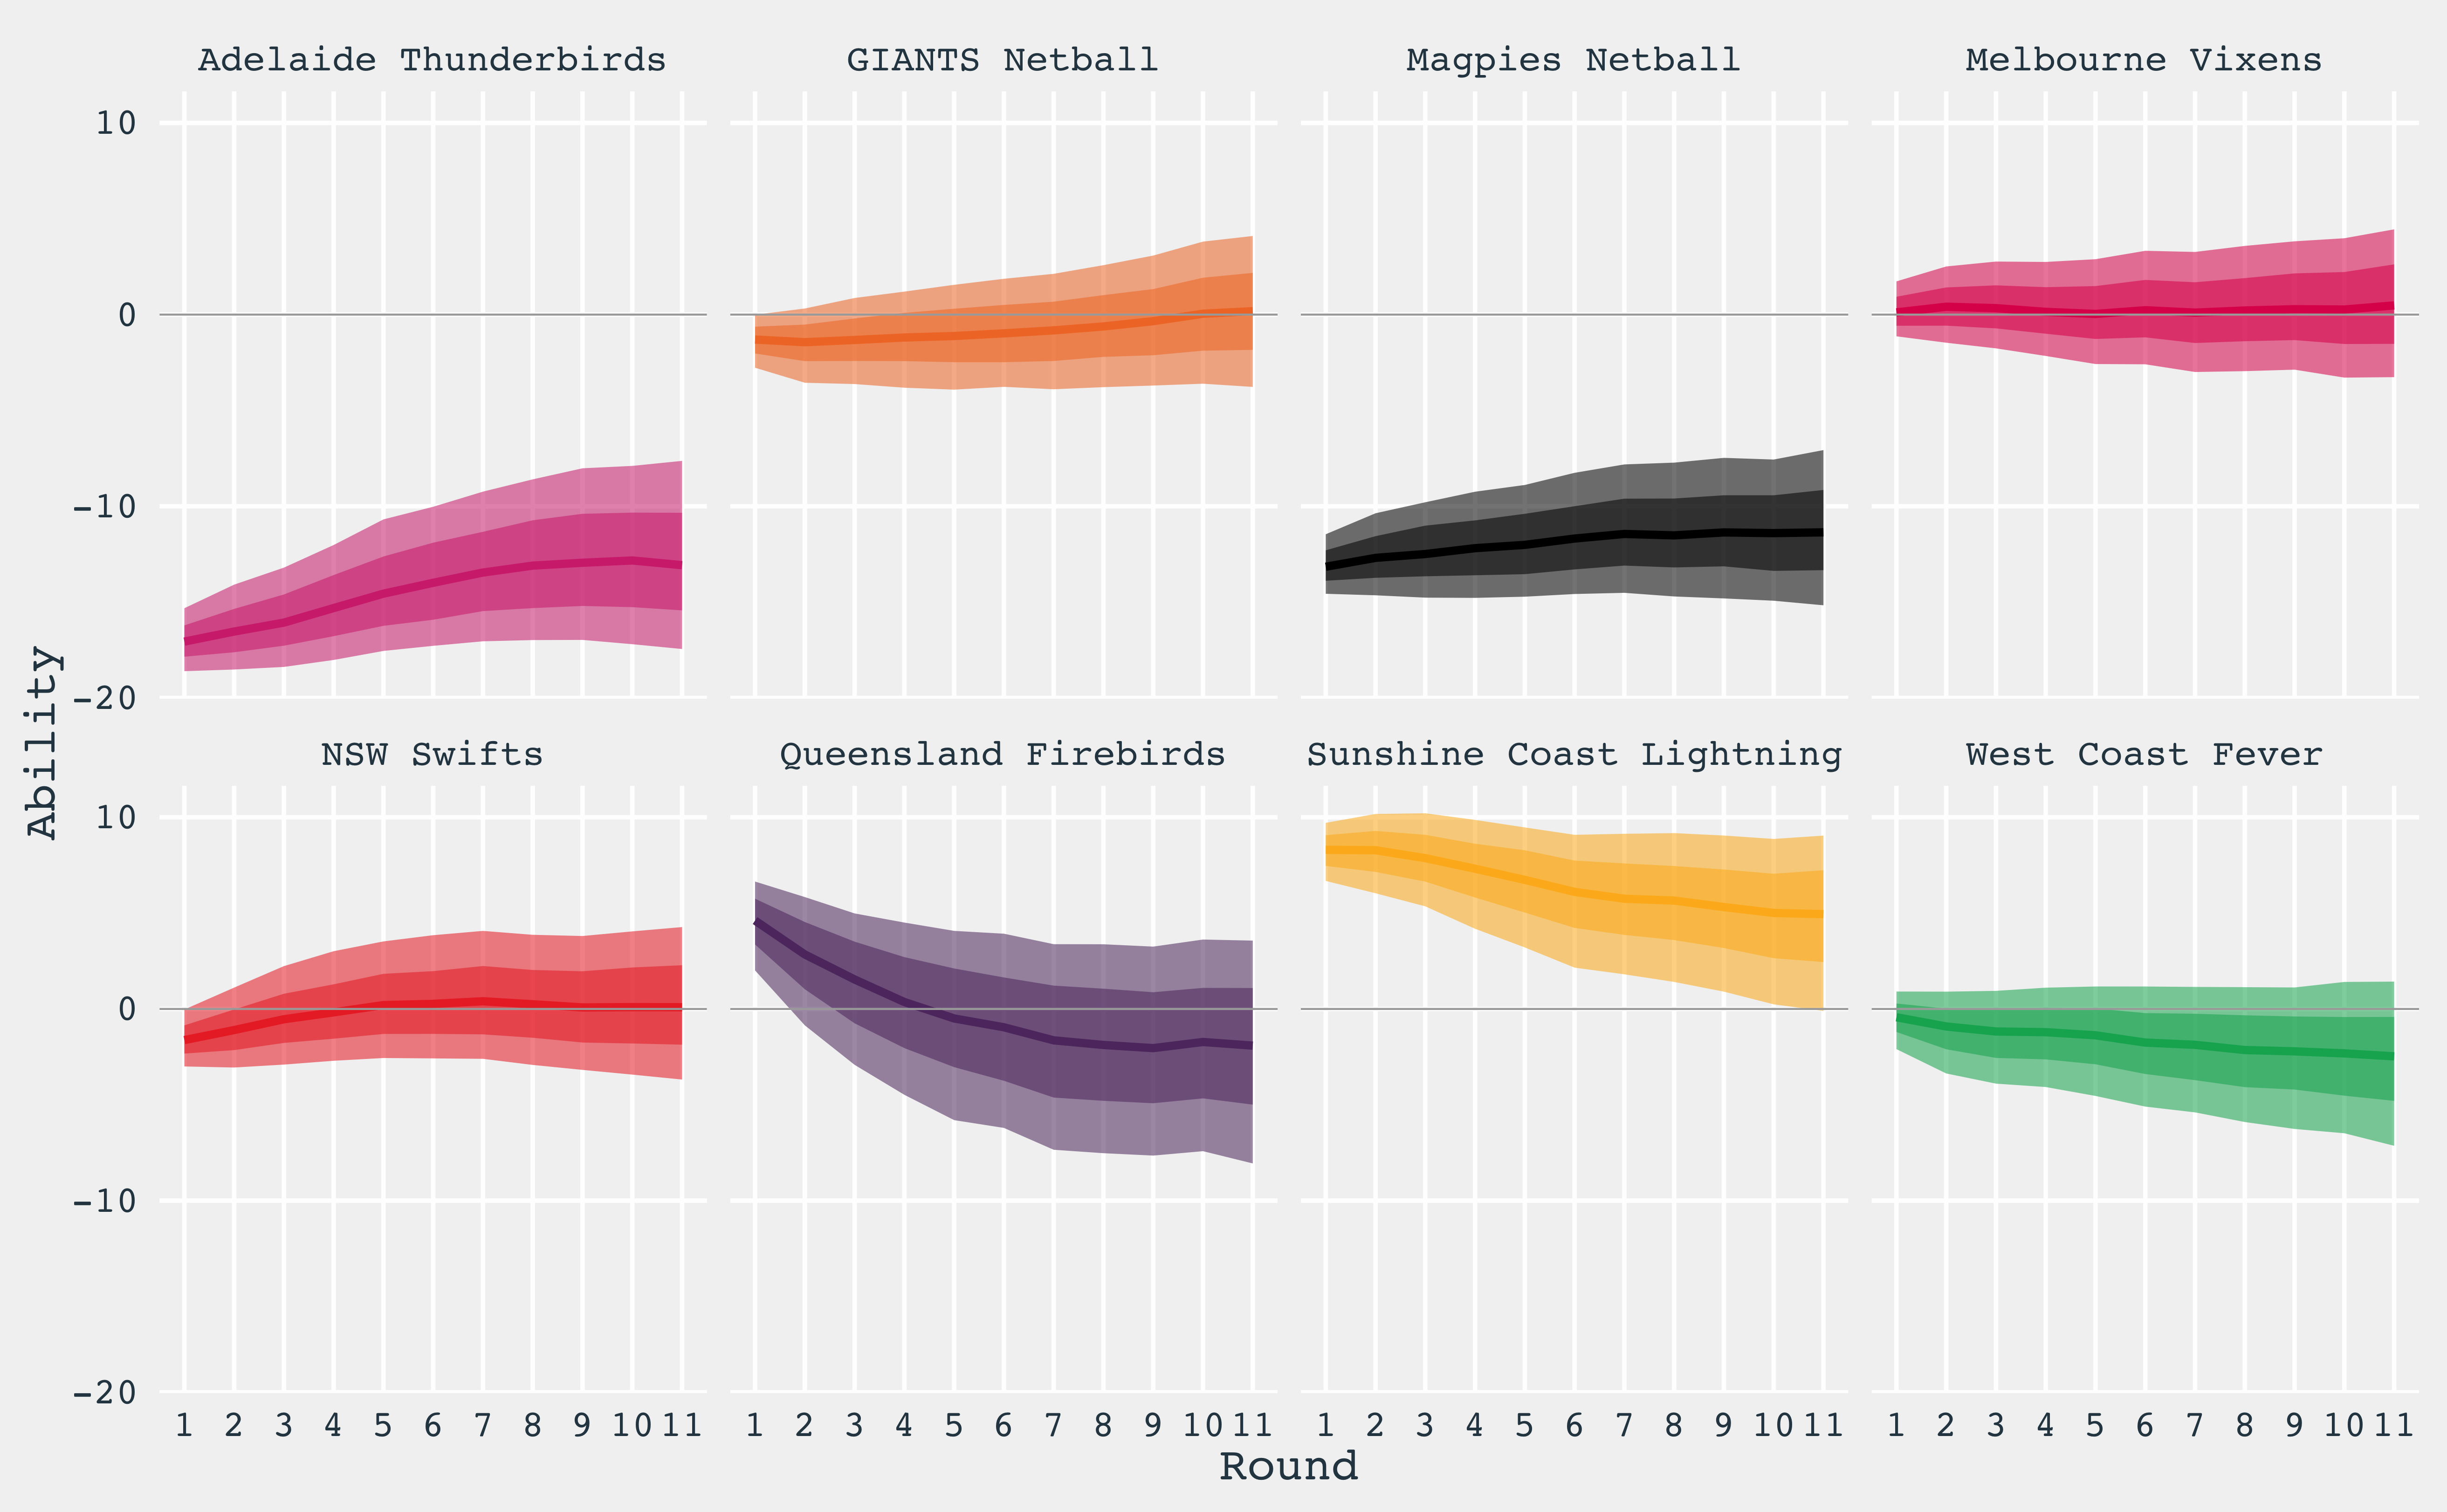 Adelaide Thunderbirds GIANTS Netball Magpies Netball Melbourne Vixens
10
0
-10
-20
Ability
NSW Swifts Queensland Firebirds Sunshine Coast Lightning West Coast Fever
10
0
-10
-20
1 2 3 4 5 6 7 8 9 10 11 1 2 3 4 5 6 7 8 9 10 11 1 2 3 4 5 6 7 8 9 10 11 1 2 3 4 5 6 7 8 9 10 11
Round